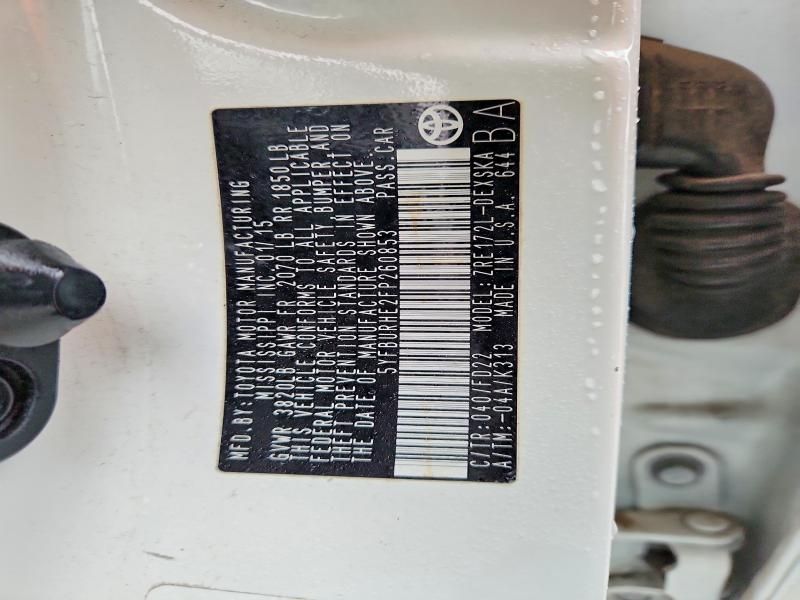 MFD.BY:TOYOTA MOTOR MANUFACTURING
MISSISSIPPI INC. 01/15
GVWR 3820LB GAWR FR 2020 LB RR 1850LB
THIS VEHICLE CONFORMS TO ALL APPLICABLE
FEDERAL MOTOR VEHICLE SAFETY BUMPER, AND
THEFT PREVENTION STANDARDS IN EFFECT ON
THE DATE OF MANUFACTURE SHOWN ABOVE.
5YFBURHE2FP260853 PASS.CAR
C/TR:040/FD22 MODEL:ZRE172L-DEXSKA
A/TM:-04A/K313 MADE IN U.S.A. 644 BA